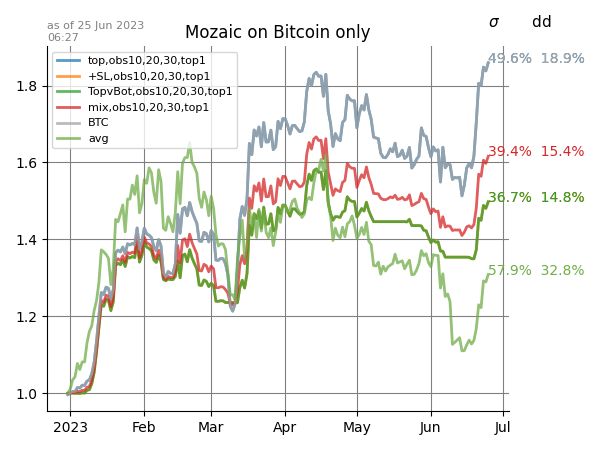 as of 25 Jun 2023
06:27
Mozaic on Bitcoin only
σ dd
top,obs10,20,30,top1
+SL,obs10,20,30,top1
TopvBot,obs10,20,30,top1
mix,obs10,20,30,top1
BTC
avg
49.6% 18.9%
39.4% 15.4%
36.7% 14.8%
57.9% 32.8%
1.8
1.6
1.4
1.2
1.0
2023 Feb Mar Apr May Jun Jul